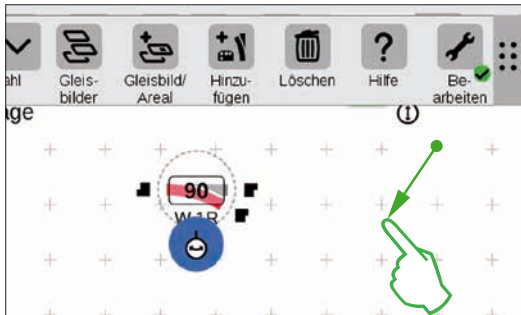 ahl
Gleis-
bilder
Gleisbild/
Areal
Hinzu-
fügen
Löschen
?
Hilfe
Be-
arbeiten
age
90
W 1R